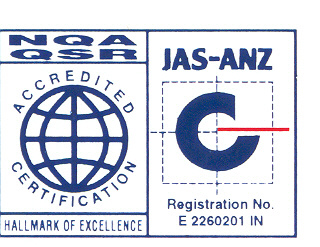 NQA
QSR
ACCREDITED
CERTIFICATION
HALLMARK OF EXCELLENCE
JAS-ANZ
Registration No.
E 2260201 IN